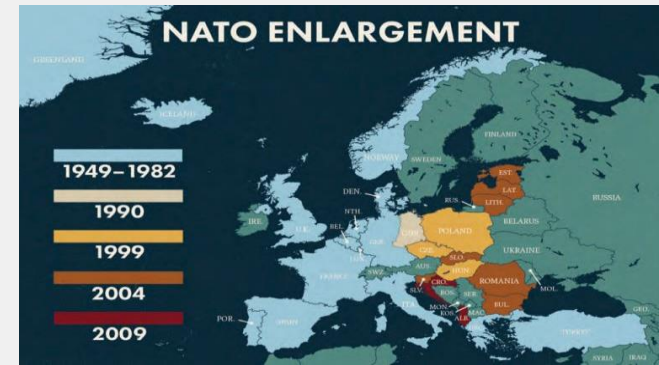 NATO ENLARGEMENT
GREENLAND
ICELAND
NORWAY
SWEDEN
FINLAND
1949–1982
1990
1999
2004
2009
DEN.
EST.
LAT.
LITH.
RUS.
RUSSIA
IRE.
U.K.
NTH.
BEL.
GER.
POLAND
BELARUS
UKRAINE
FRANCE
SWZ.
AUS.
SLO.
HUN.
MOL.
ROMANIA
SLV.
CRO.
BOS.
SER.
BUL.
MON.
KOS.
MAC.
ALB.
ITA.
POR.
SPAIN
TURKEY
GEO.
SYRIA
IRAQ